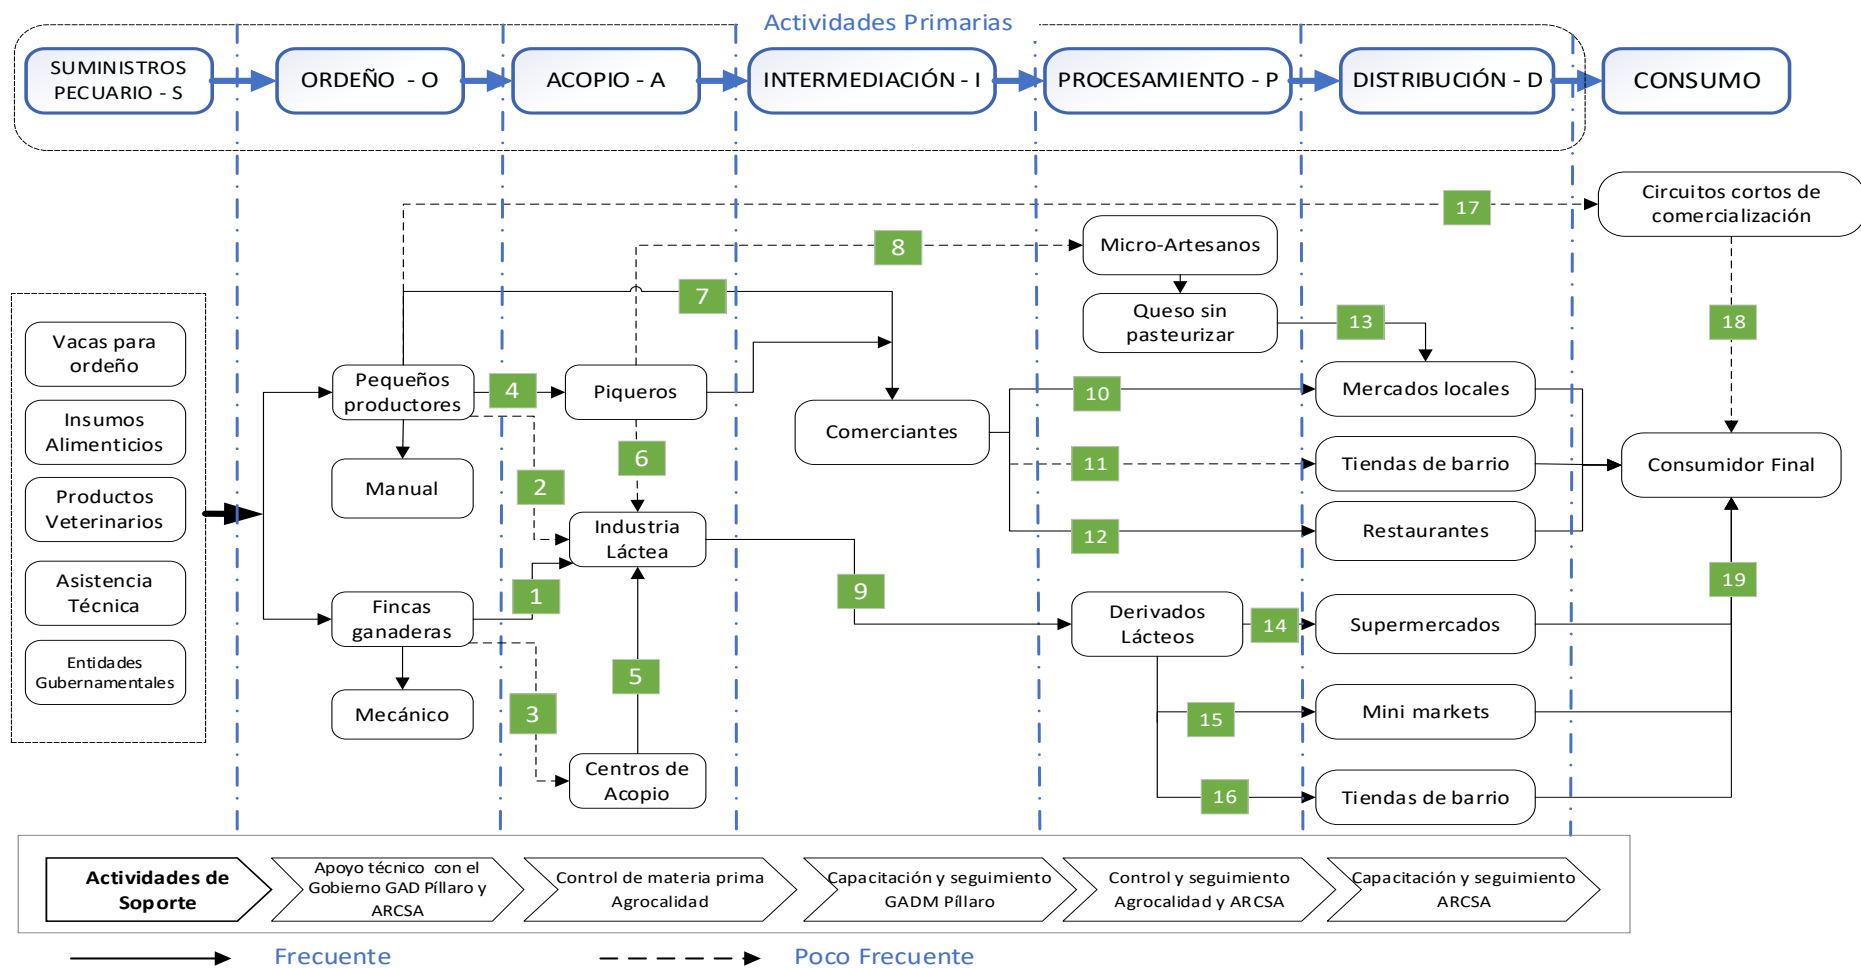 Actividades Primarias
SUMINISTROS
PECUARIO - S
ORDEÑO - O
ACOPIO - A
INTERMEDIACIÓN - I
PROCESAMIENTO - P
DISTRIBUCIÓN - D
CONSUMO
Circuitos cortos de
comercialización
17
Micro-Artesanos
8
7
Queso sin
pasteurizar
13
18
Vacas para
ordeño
Insumos
Alimenticios
Productos
Veterinarios
Asistencia
Técnica
Entidades
Gubernamentales
Pequeños
productores
4
Piqueros
Comerciantes
10
Mercados locales
11
Tiendas de barrio
Consumidor Final
12
Restaurantes
Manual
2
6
Industria
Láctea
1
9
19
Fincas
ganaderas
Derivados
Lácteos
14
Supermercados
5
3
Mecánico
15
Mini markets
Centros de
Acopio
16
Tiendas de barrio
Actividades de
Soporte
Apoyo técnico con el
Gobierno GAD Píllaro y
ARCSA
Control de materia prima
Agrocalidad
Capacitación y seguimiento
GADM Píllaro
Control y seguimiento
Agrocalidad y ARCSA
Capacitación y seguimiento
ARCSA
Frecuente
Poco Frecuente